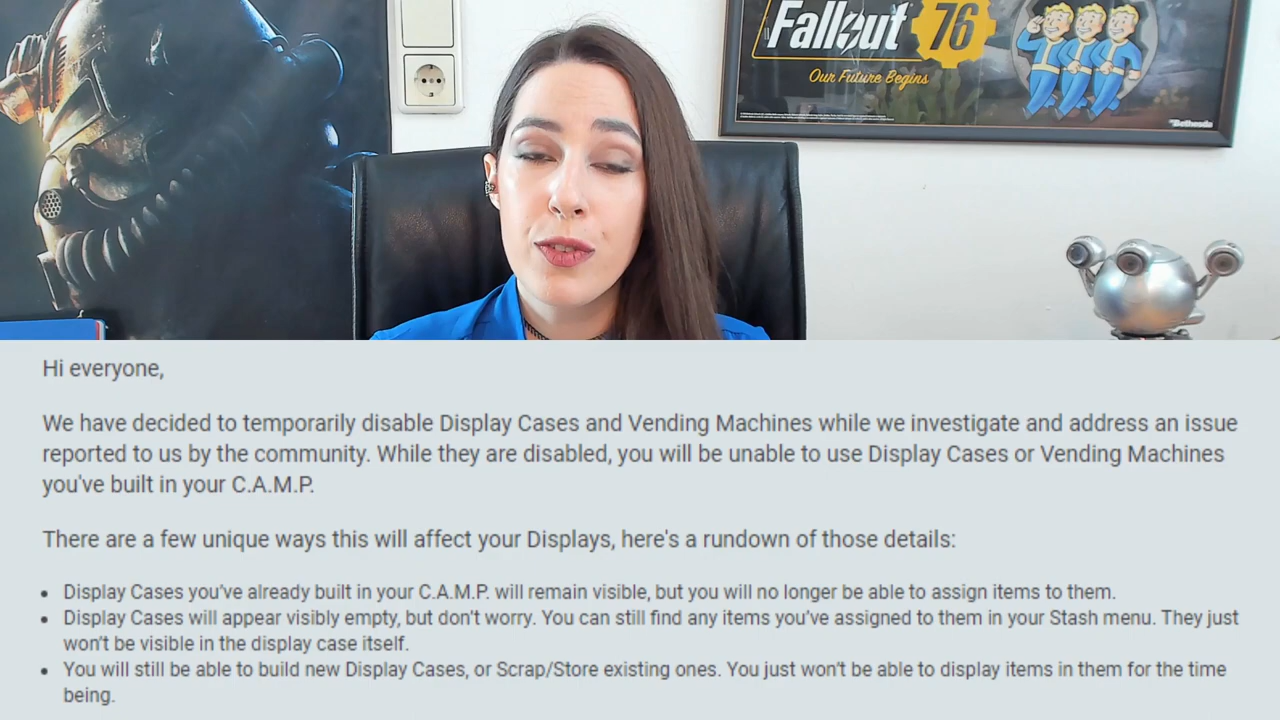 Fallout 76
Our Future Begins
Bethesda
Hi everyone,
We have decided to temporarily disable Display Cases and Vending Machines while we investigate and address an issue
reported to us by the community. While they are disabled, you will be unable to use Display Cases or Vending Machines
you've built in your C.A.M.P.
There are a few unique ways this will affect your Displays, here's a rundown of those details:
• Display Cases you’ve already built in your C.A.M.P. will remain visible, but you will no longer be able to assign items to them.
• Display Cases will appear visibly empty, but don’t worry. You can still find any items you’ve assigned to them in your Stash menu. They just
won’t be visible in the display case itself.
• You will still be able to build new Display Cases, or Scrap/Store existing ones. You just won’t be able to display items in them for the time
being.